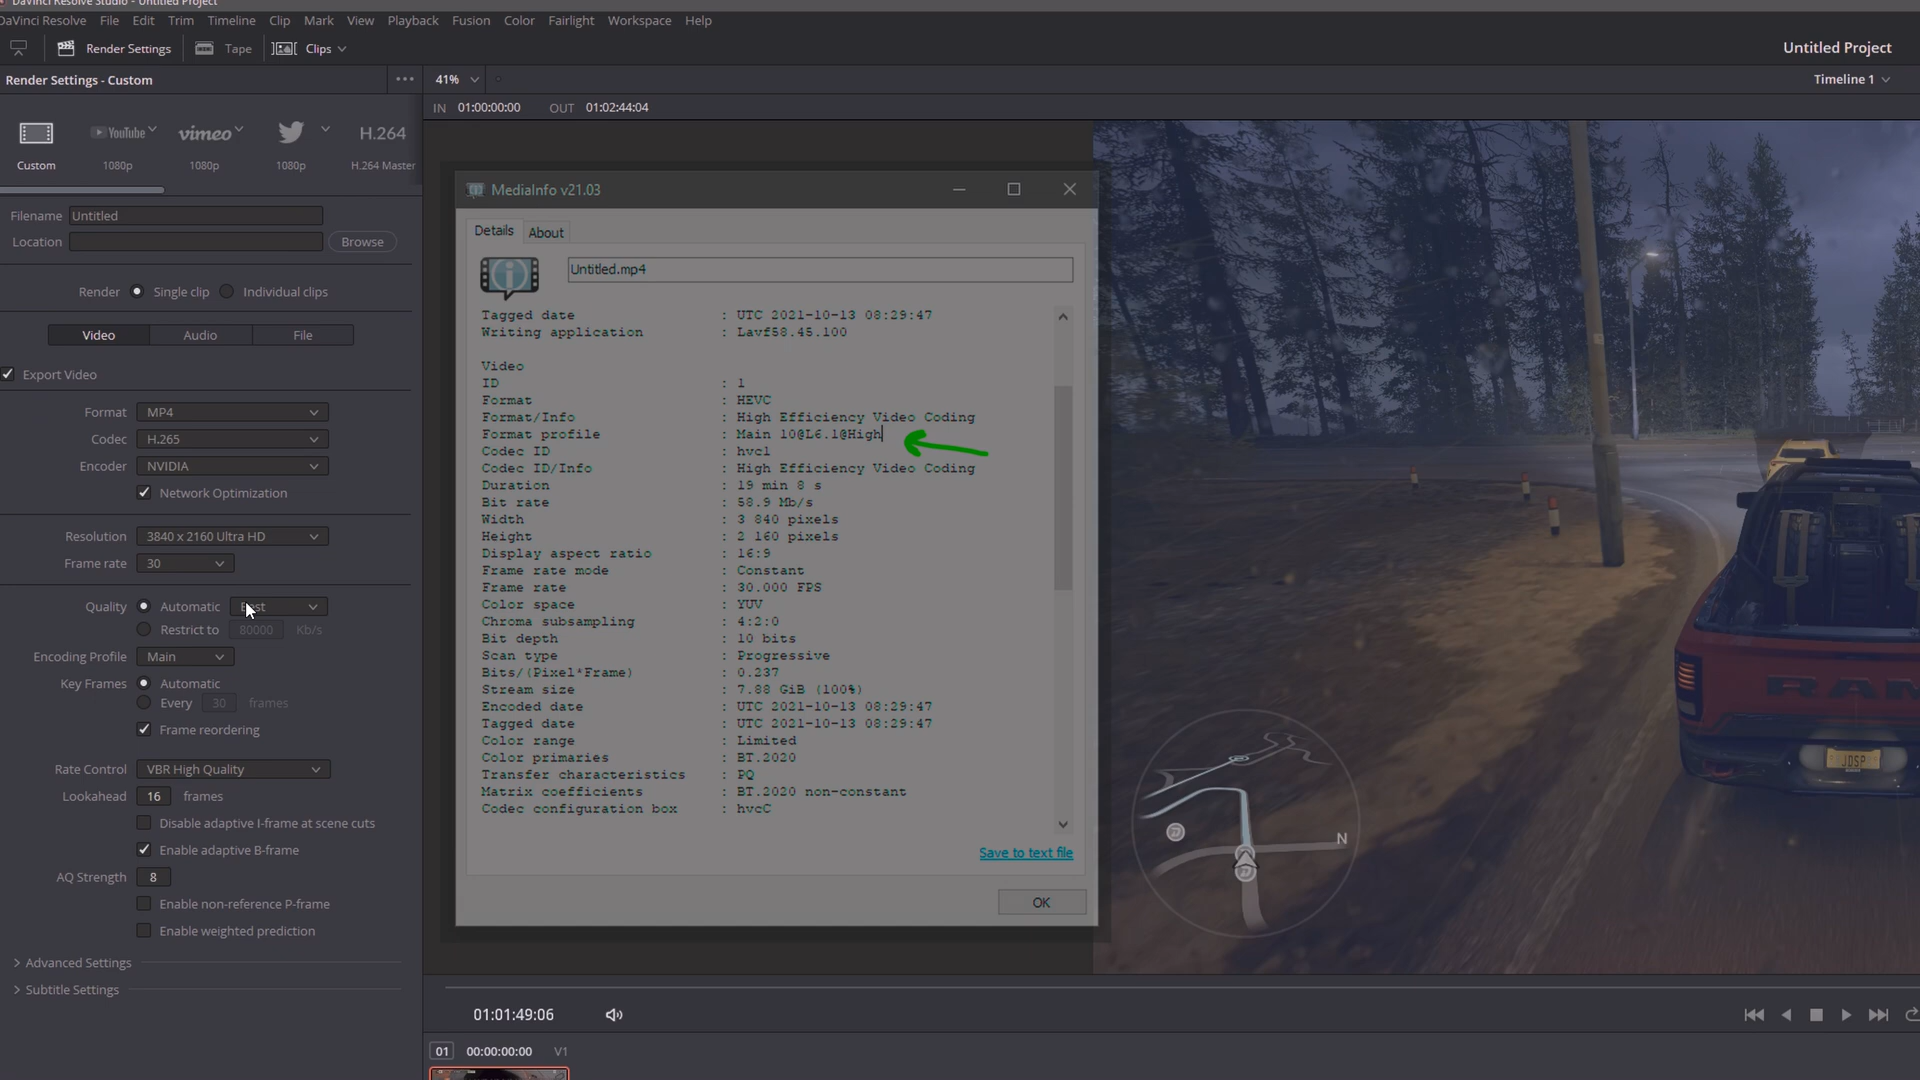 DaVinci Resolve Studio - Untitled Project
DaVinci Resolve File Edit Trim Timeline Clip Mark View Playback Fusion Color Fairlight Workspace Help
Render Settings Tape Clips Untitled Project
Render Settings - Custom 41% Timeline 1
IN 01:00:00:00 OUT 01:02:44:04
YouTube vimeo H.264
Custom 1080p 1080p 1080p H.264 Master
Filename Untitled
Location Browse
Render Single clip Individual clips
Video Audio File
Export Video
Format MP4
Codec H.265
Encoder NVIDIA
Network Optimization
Resolution 3840 x 2160 Ultra HD
Frame rate 30
Quality Automatic
Restrict to 80000 Kb/s
Encoding Profile Main
Key Frames Automatic
Every 30 frames
Frame reordering
Rate Control VBR High Quality
Lookahead 16 frames
Disable adaptive I-frame at scene cuts
Enable adaptive B-frame
AQ Strength 8
Enable non-reference P-frame
Enable weighted prediction
Advanced Settings
Subtitle Settings
MediaInfo v21.03
Details About
Untitled.mp4
Tagged date : UTC 2021-10-13 08:29:47
Writing application : Lavf58.45.100
Video
ID : 1
Format : HEVC
Format/Info : High Efficiency Video Coding
Format profile : Main 10@L6.1@High
Codec ID : hvc1
Codec ID/Info : High Efficiency Video Coding
Duration : 19 min 8 s
Bit rate : 58.9 Mb/s
Width : 3 840 pixels
Height : 2 160 pixels
Display aspect ratio : 16:9
Frame rate mode : Constant
Frame rate : 30.000 FPS
Color space : YUV
Chroma subsampling : 4:2:0
Bit depth : 10 bits
Scan type : Progressive
Bits/(Pixel*Frame) : 0.237
Stream size : 7.88 GiB (100%)
Encoded date : UTC 2021-10-13 08:29:47
Tagged date : UTC 2021-10-13 08:29:47
Color range : Limited
Color primaries : BT.2020
Transfer characteristics : PQ
Matrix coefficients : BT.2020 non-constant
Codec configuration box : hvcC
Save to text file
OK
RAM
JDSP
N
01:01:49:06
01 00:00:00:00 V1